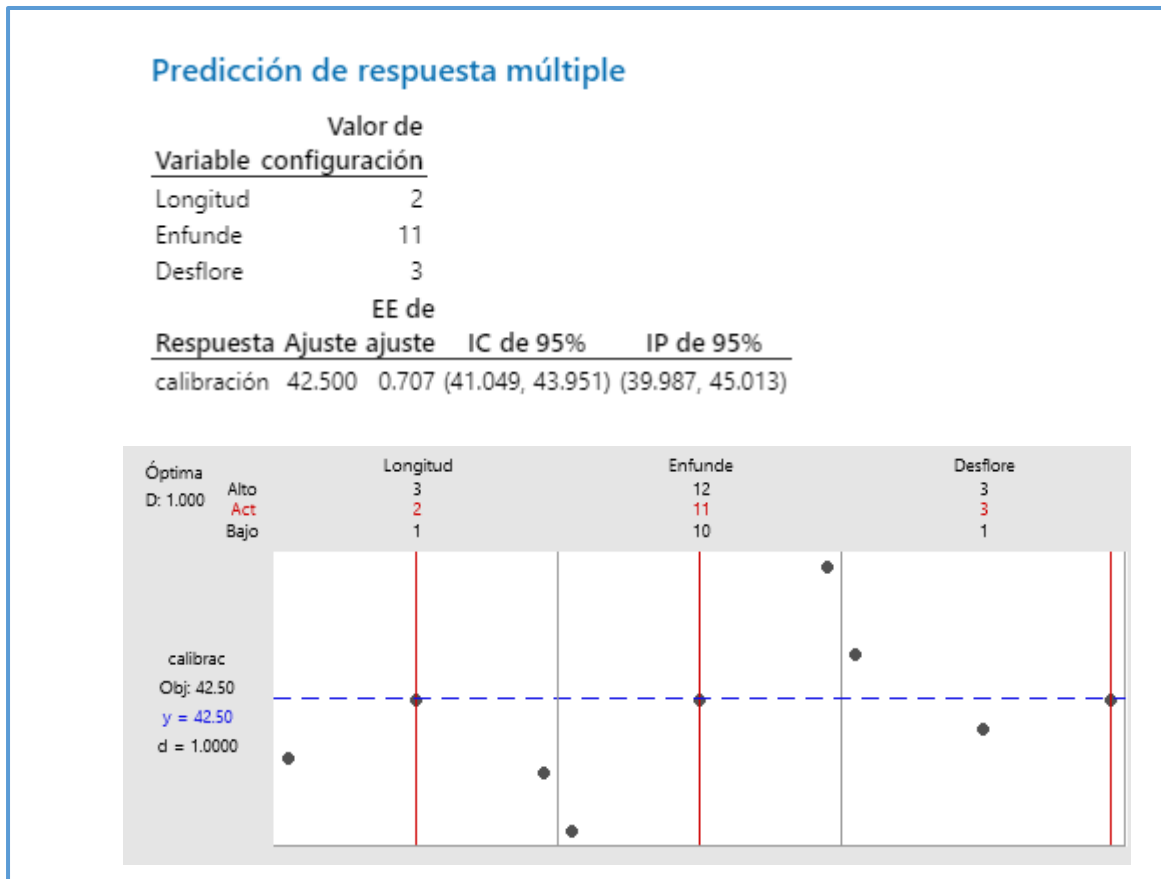 Predicción de respuesta múltiple
Valor de
Variable configuración
Longitud 2
Enfunde 11
Desflore 3
EE de
Respuesta Ajuste ajuste IC de 95% IP de 95%
calibración 42.500 0.707 (41.049, 43.951) (39.987, 45.013)
Óptima
D: 1.000
Longitud Enfunde Desflore
Alto 3 12 3
Act 2 11 3
Bajo 1 10 1
calibrac
Obj: 42.50
y = 42.50
d = 1.0000